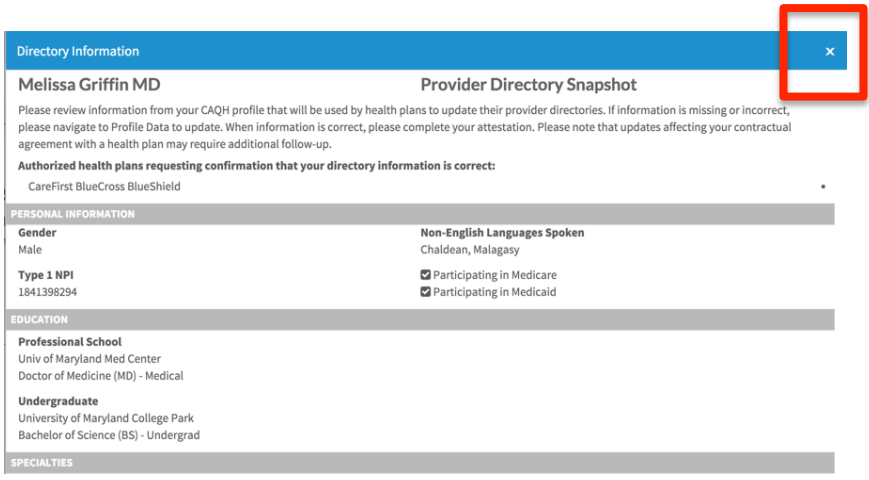 Directory Information ×
Melissa Griffin MD Provider Directory Snapshot
Please review information from your CAQH profile that will be used by health plans to update their provider directories. If information is missing or incorrect,
please navigate to Profile Data to update. When information is correct, please complete your attestation. Please note that updates affecting your contractual
agreement with a health plan may require additional follow-up.
Authorized health plans requesting confirmation that your directory information is correct:
CareFirst BlueCross BlueShield •
PERSONAL INFORMATION
Gender Non-English Languages Spoken
Male Chaldean, Malagasy
Type 1 NPI Participating in Medicare
1841398294 Participating in Medicaid
EDUCATION
Professional School
Univ of Maryland Med Center
Doctor of Medicine (MD) - Medical
Undergraduate
University of Maryland College Park
Bachelor of Science (BS) - Undergrad
SPECIALTIES